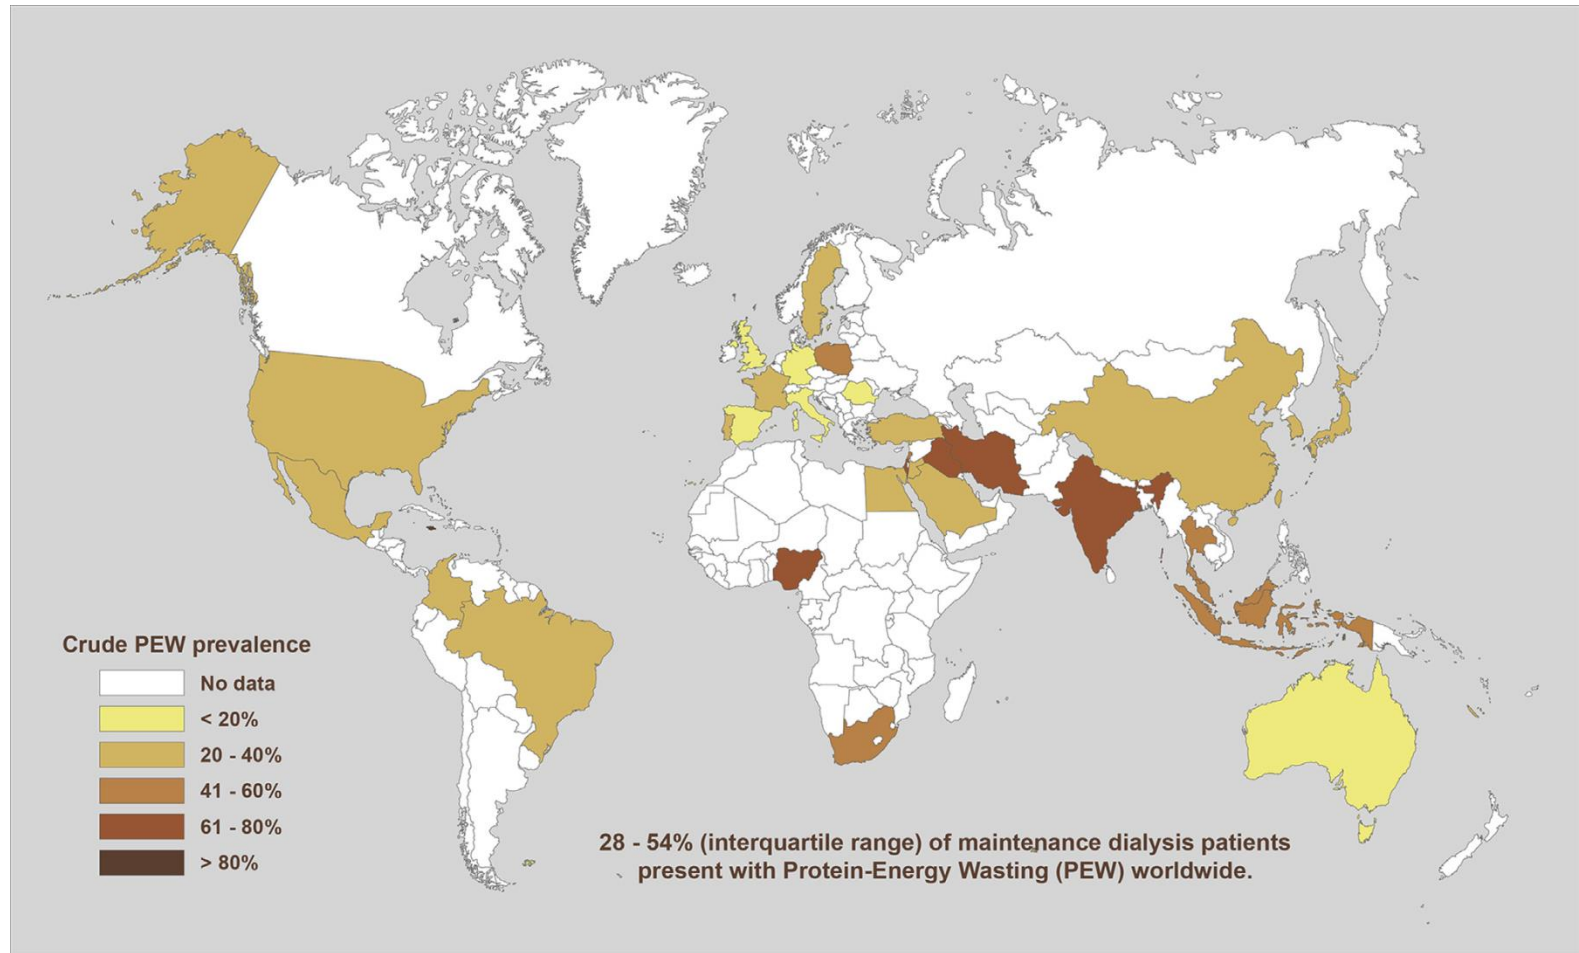 Crude PEW prevalence
No data
< 20%
20 - 40%
41 - 60%
61 - 80%
> 80%
28 - 54% (interquartile range) of maintenance dialysis patients
present with Protein-Energy Wasting (PEW) worldwide.